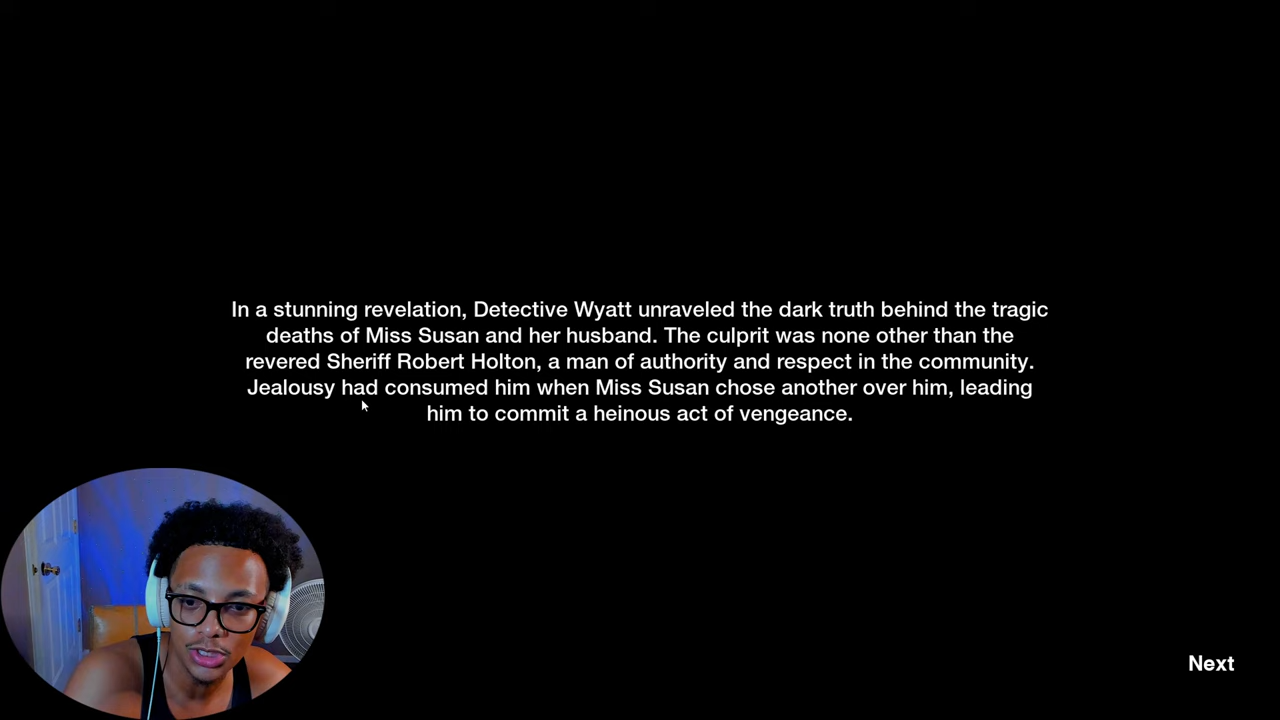 In a stunning revelation, Detective Wyatt unraveled the dark truth behind the tragic
deaths of Miss Susan and her husband. The culprit was none other than the
revered Sheriff Robert Holton, a man of authority and respect in the community.
Jealousy had consumed him when Miss Susan chose another over him, leading
him to commit a heinous act of vengeance.
Next